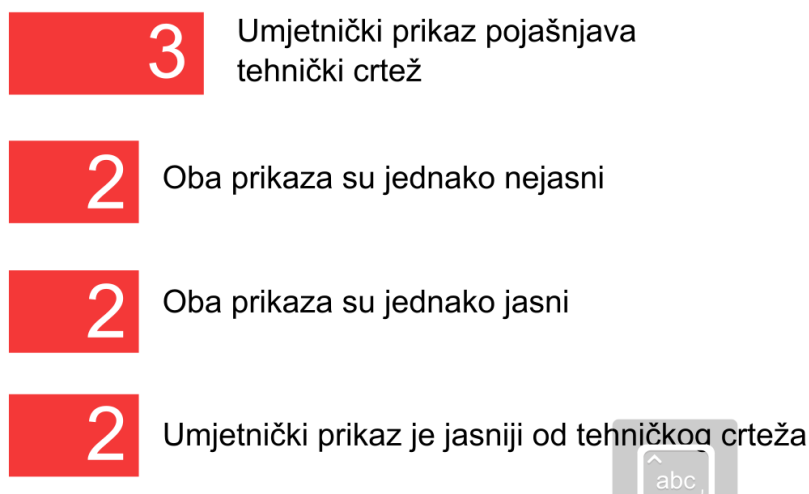 3
Umjetnički prikaz pojašnjava
tehnički crtež
2
Oba prikaza su jednako nejasni
2
Oba prikaza su jednako jasni
2
Umjetnički prikaz je jasniji od tehničkog crteža
abc